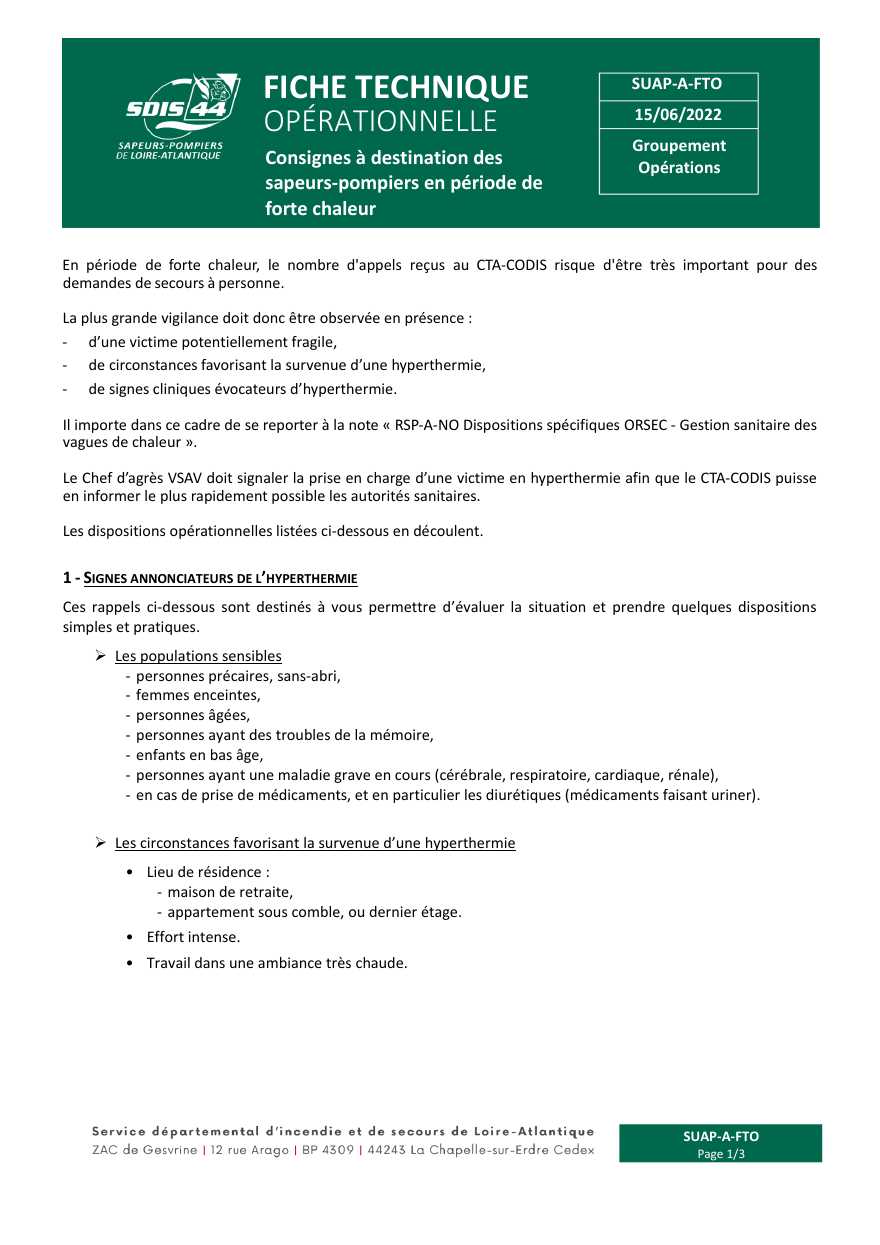 SDIS 44
SAPEURS-POMPIERS
DE LOIRE-ATLANTIQUE
FICHE TECHNIQUE
OPÉRATIONNELLE
Consignes à destination des
sapeurs-pompiers en période de
forte chaleur
SUAP-A-FTO
15/06/2022
Groupement
Opérations
En période de forte chaleur, le nombre d'appels reçus au CTA-CODIS risque d'être très important pour des
demandes de secours à personne.
La plus grande vigilance doit donc être observée en présence :
- d’une victime potentiellement fragile,
- de circonstances favorisant la survenue d’une hyperthermie,
- de signes cliniques évocateurs d’hyperthermie.
Il importe dans ce cadre de se reporter à la note « RSP-A-NO Dispositions spécifiques ORSEC - Gestion sanitaire des
vagues de chaleur ».
Le Chef d’agrès VSAV doit signaler la prise en charge d’une victime en hyperthermie afin que le CTA-CODIS puisse
en informer le plus rapidement possible les autorités sanitaires.
Les dispositions opérationnelles listées ci-dessous en découlent.
1 - SIGNES ANNONCIATEURS DE L’HYPERTHERMIE
Ces rappels ci-dessous sont destinés à vous permettre d’évaluer la situation et prendre quelques dispositions
simples et pratiques.
➢ Les populations sensibles
- personnes précaires, sans-abri,
- femmes enceintes,
- personnes âgées,
- personnes ayant des troubles de la mémoire,
- enfants en bas âge,
- personnes ayant une maladie grave en cours (cérébrale, respiratoire, cardiaque, rénale),
- en cas de prise de médicaments, et en particulier les diurétiques (médicaments faisant uriner).
➢ Les circonstances favorisant la survenue d’une hyperthermie
• Lieu de résidence :
- maison de retraite,
- appartement sous comble, ou dernier étage.
• Effort intense.
• Travail dans une ambiance très chaude.
Service départemental d’incendie et de secours de Loire-Atlantique
ZAC de Gesvrine | 12 rue Arago | BP 4309 | 44243 La Chapelle-sur-Erdre Cedex
SUAP-A-FTO
Page 1/3